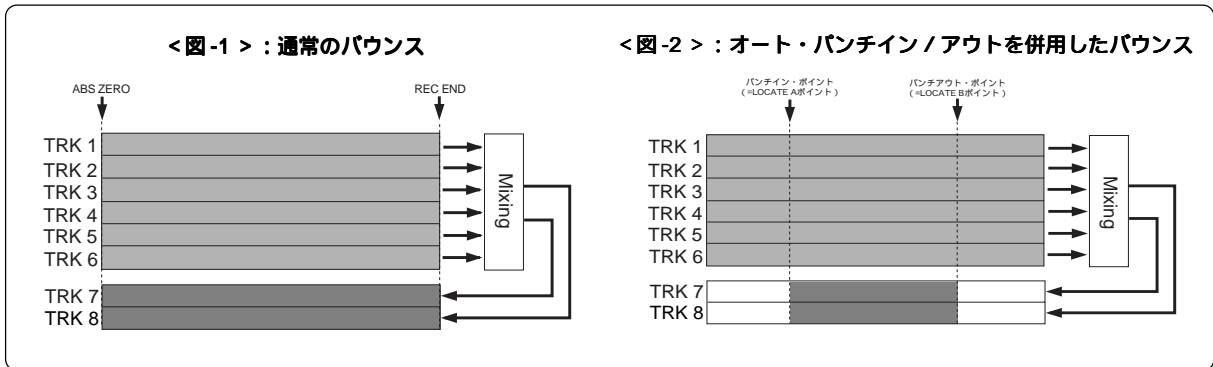 <図-1 > : 通常のバウンス
ABS ZERO
REC END
TRK 1
TRK 2
TRK 3
TRK 4
TRK 5
TRK 6
Mixing
TRK 7
TRK 8
<図-2 > : オート・パンチイン / アウトを併用したバウンス
パンチイン・ポイント
(=LOCATE Aポイント)
パンチアウト・ポイント
(=LOCATE Bポイント)
TRK 1
TRK 2
TRK 3
TRK 4
TRK 5
TRK 6
Mixing
TRK 7
TRK 8